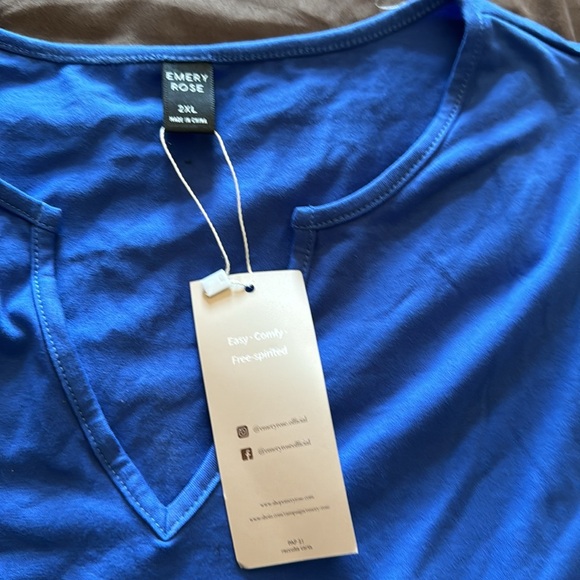 EMERY
ROSE
2XL
MADE IN CHINA
Easy · Comfy ·
Free-spirited
@emeryrose.official
@emeryroseofficial